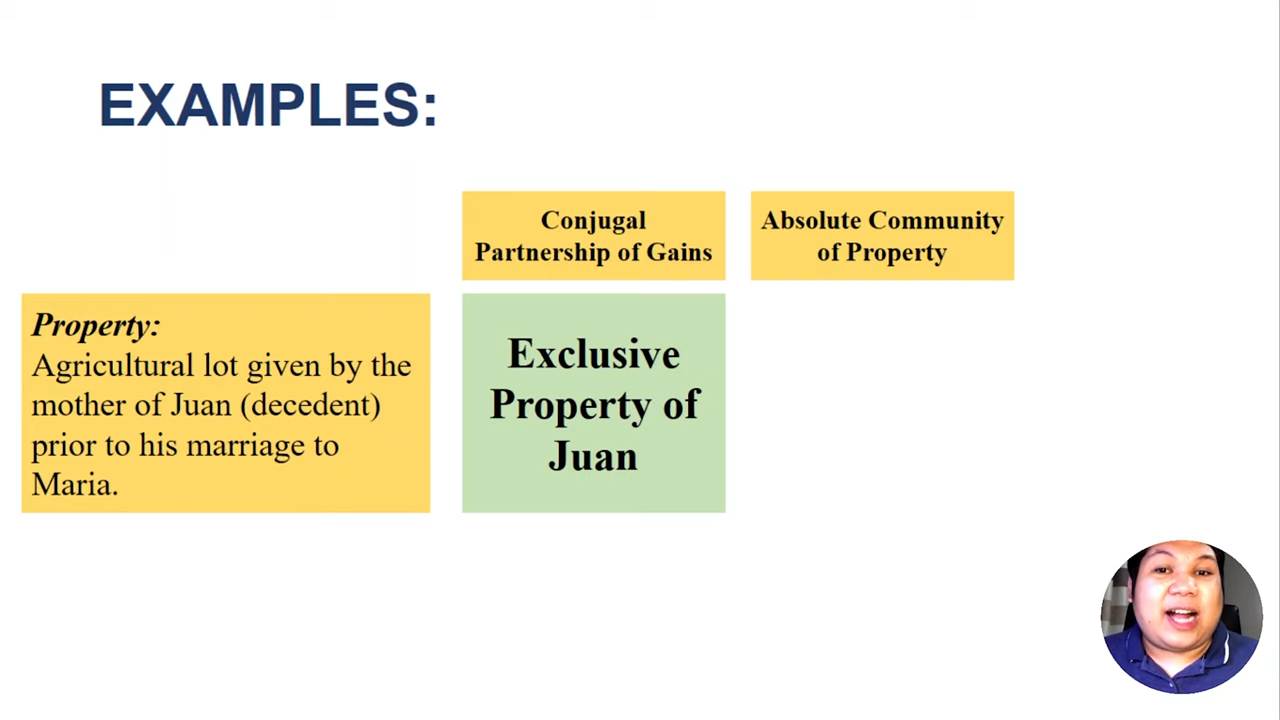 EXAMPLES:
Conjugal
Partnership of Gains
Absolute Community
of Property
Property:
Agricultural lot given by the
mother of Juan (decedent)
prior to his marriage to
Maria.
Exclusive
Property of
Juan